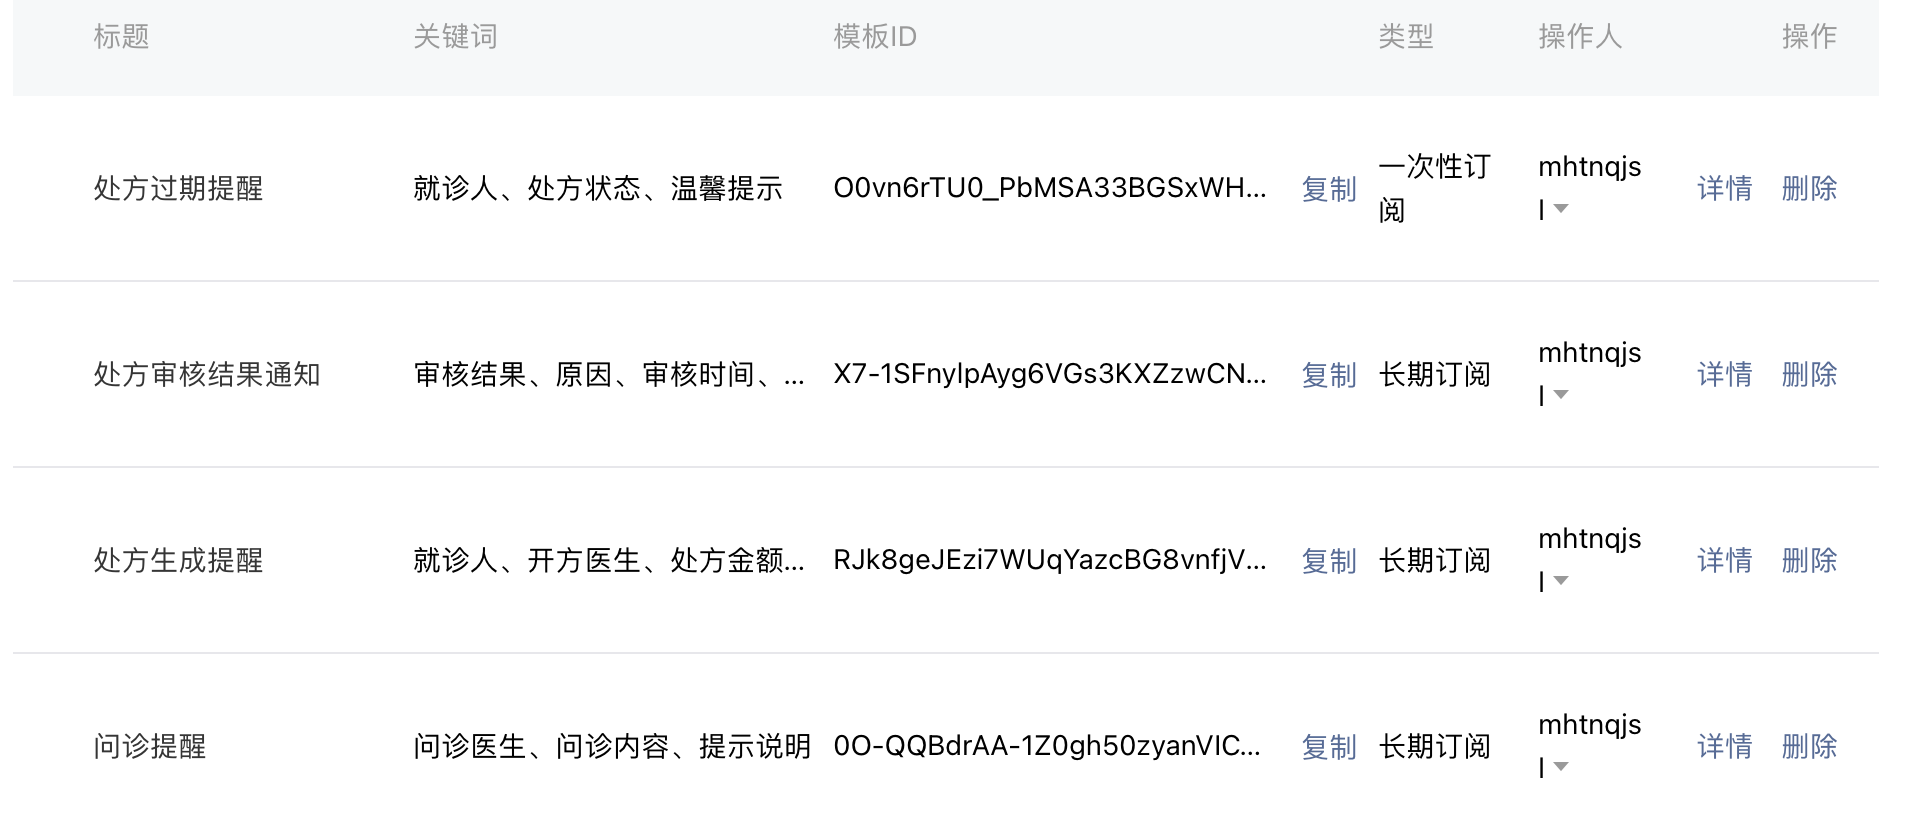 标题 关键词 模板ID 类型 操作人 操作
处方过期提醒 就诊人、处方状态、温馨提示 O0vn6rTU0_PbMSA33BGSxWH... 复制 一次性订阅 mhtnqjsl 详情 删除
处方审核结果通知 审核结果、原因、审核时间、... X7-1SFnylpAyg6VGs3KXZzwCN... 复制 长期订阅 mhtnqjsl 详情 删除
处方生成提醒 就诊人、开方医生、处方金额... RJk8geJEzi7WUqYazcBG8vnfjV... 复制 长期订阅 mhtnqjsl 详情 删除
问诊提醒 问诊医生、问诊内容、提示说明 0O-QQBdrAA-1Z0gh50zyanVIC... 复制 长期订阅 mhtnqjsl 详情 删除